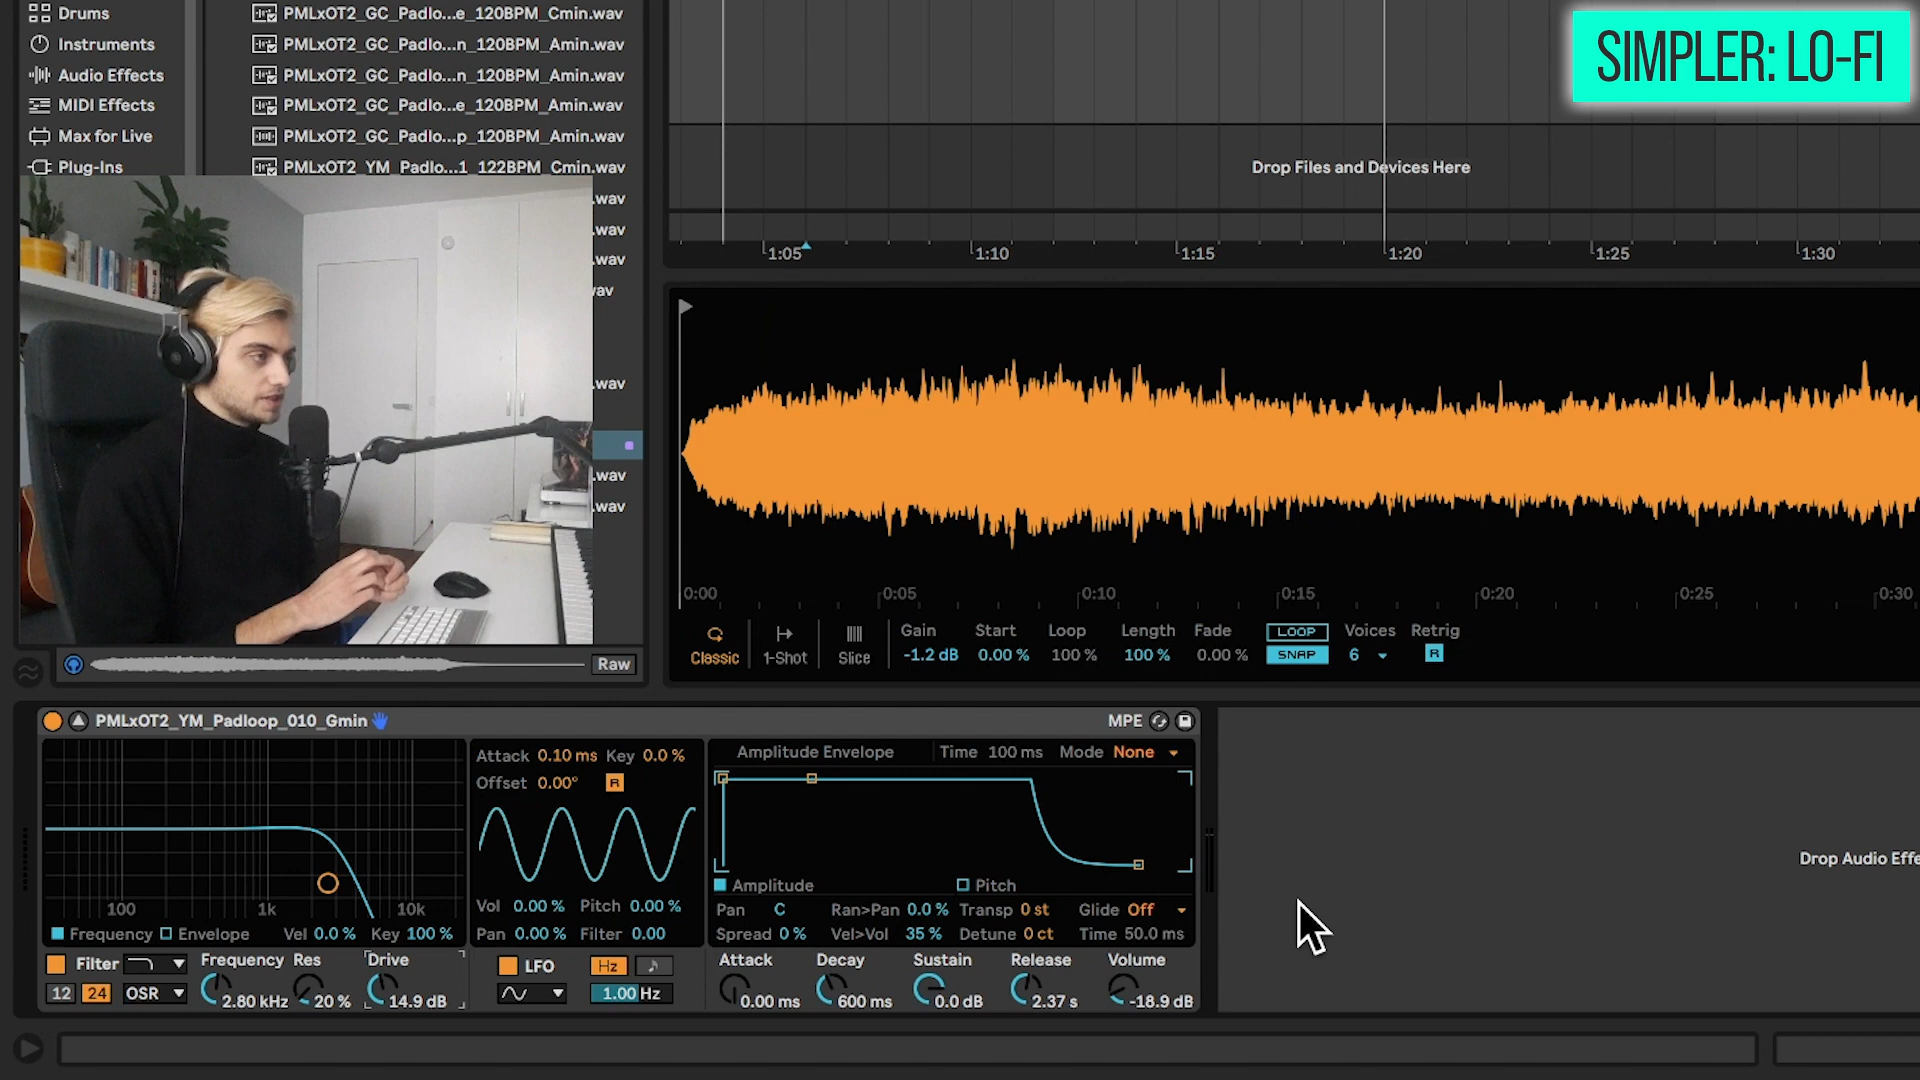 SIMPLER: LO-FI
Drums
Instruments
Audio Effects
MIDI Effects
Max for Live
Plug-Ins
PMLxOT2_GC_Padlo...e_120BPM_Cmin.wav
PMLxOT2_GC_Padlo...n_120BPM_Amin.wav
PMLxOT2_GC_Padlo...n_120BPM_Amin.wav
PMLxOT2_GC_Padlo...e_120BPM_Amin.wav
PMLxOT2_GC_Padlo...p_120BPM_Amin.wav
PMLxOT2_YM_Padlo...1_122BPM_Cmin.wav
.wav
.wav
.wav
.wav
.wav
.wav
Raw
Drop Files and Devices Here
1:05 1:10 1:15 1:20 1:25 1:30
0:00 0:05 0:10 0:15 0:20 0:25 0:30
Classic 1-Shot Slice
Gain Start Loop Length Fade LOOP Voices Retrig
-1.2 dB 0.00 % 100 % 100 % 0.00 % SNAP 6 R
PMLxOT2_YM_Padloop_010_Gmin MPE
100 1k 10k
Frequency Envelope Vel 0.0 % Key 100 %
Filter Frequency Res Drive
12 24 OSR 2.80 kHz 20 % 14.9 dB
Attack 0.10 ms Key 0.0 %
Offset 0.00° R
Vol 0.00 % Pitch 0.00 %
Pan 0.00 % Filter 0.00
LFO Hz
1.00 Hz
Amplitude Envelope Time 100 ms Mode None
Amplitude Pitch
Pan C Ran>Pan 0.0 % Transp 0 st Glide Off
Spread 0 % Vel>Vol 35 % Detune 0 ct Time 50.0 ms
Attack Decay Sustain Release Volume
0.00 ms 600 ms 0.0 dB 2.37 s -18.9 dB
Drop Audio Effe